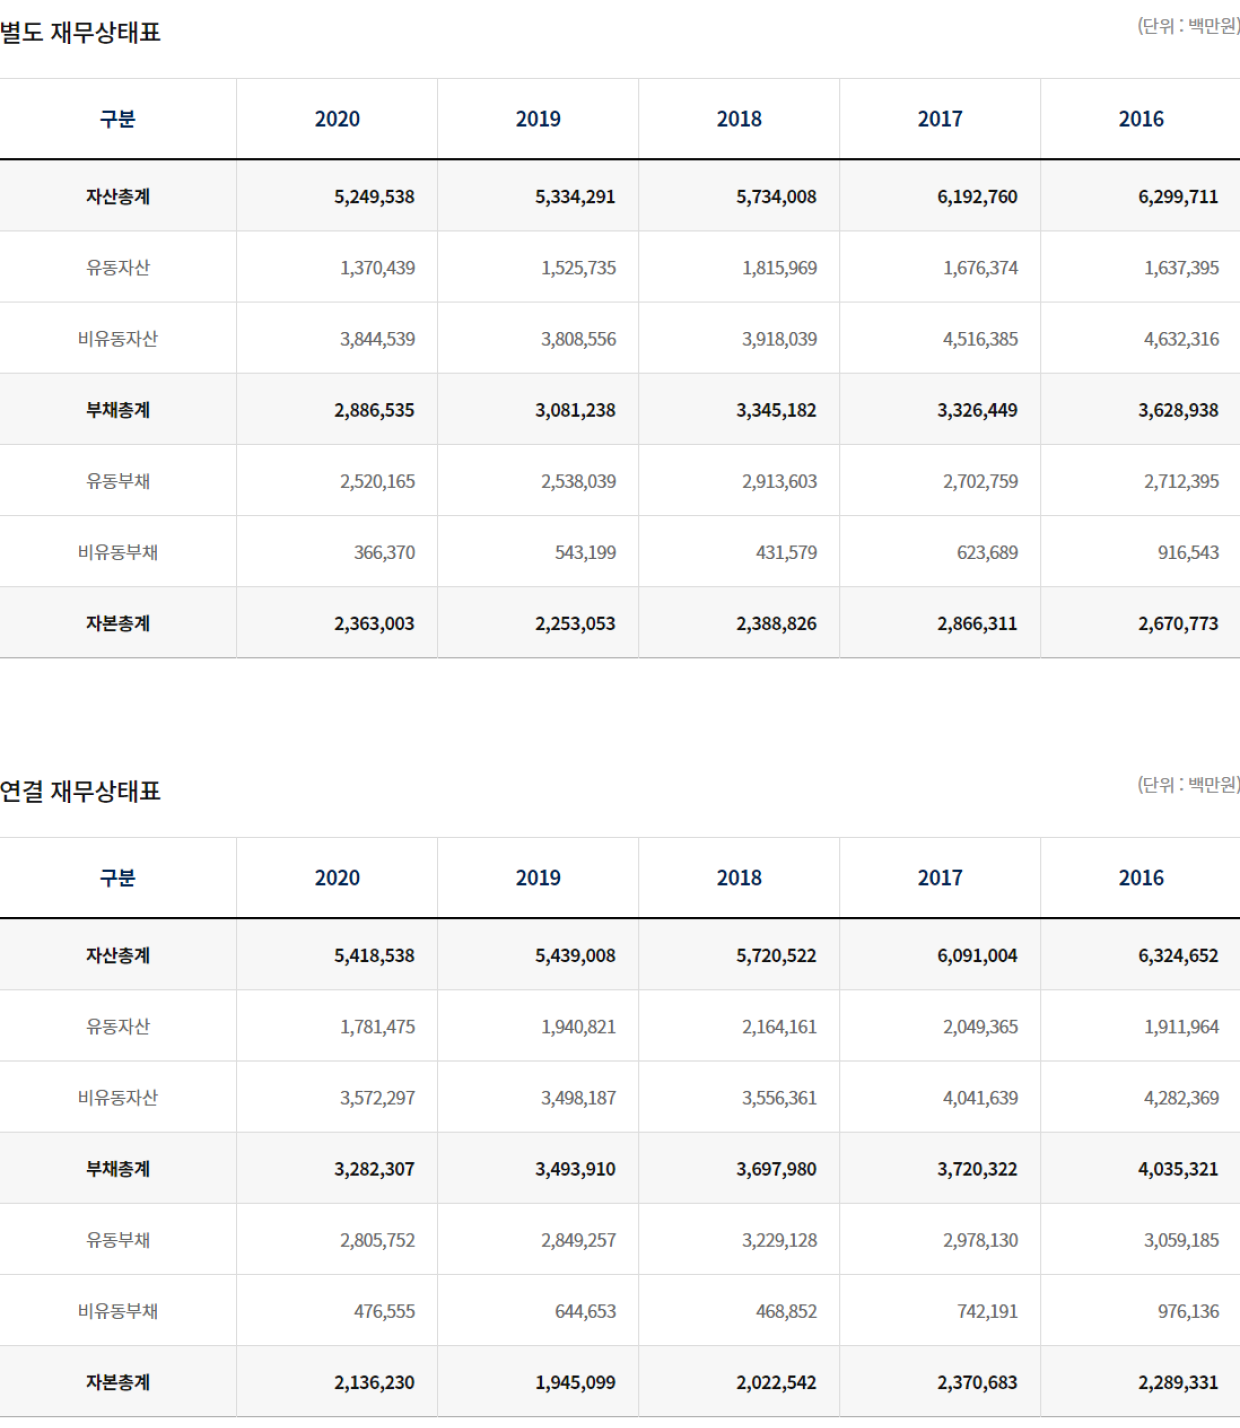 별도 재무상태표
(단위 : 백만원)
구분 2020 2019 2018 2017 2016
자산총계 5,249,538 5,334,291 5,734,008 6,192,760 6,299,711
유동자산 1,370,439 1,525,735 1,815,969 1,676,374 1,637,395
비유동자산 3,844,539 3,808,556 3,918,039 4,516,385 4,632,316
부채총계 2,886,535 3,081,238 3,345,182 3,326,449 3,628,938
유동부채 2,520,165 2,538,039 2,913,603 2,702,759 2,712,395
비유동부채 366,370 543,199 431,579 623,689 916,543
자본총계 2,363,003 2,253,053 2,388,826 2,866,311 2,670,773
연결 재무상태표
(단위 : 백만원)
구분 2020 2019 2018 2017 2016
자산총계 5,418,538 5,439,008 5,720,522 6,091,004 6,324,652
유동자산 1,781,475 1,940,821 2,164,161 2,049,365 1,911,964
비유동자산 3,572,297 3,498,187 3,556,361 4,041,639 4,282,369
부채총계 3,282,307 3,493,910 3,697,980 3,720,322 4,035,321
유동부채 2,805,752 2,849,257 3,229,128 2,978,130 3,059,185
비유동부채 476,555 644,653 468,852 742,191 976,136
자본총계 2,136,230 1,945,099 2,022,542 2,370,683 2,289,331